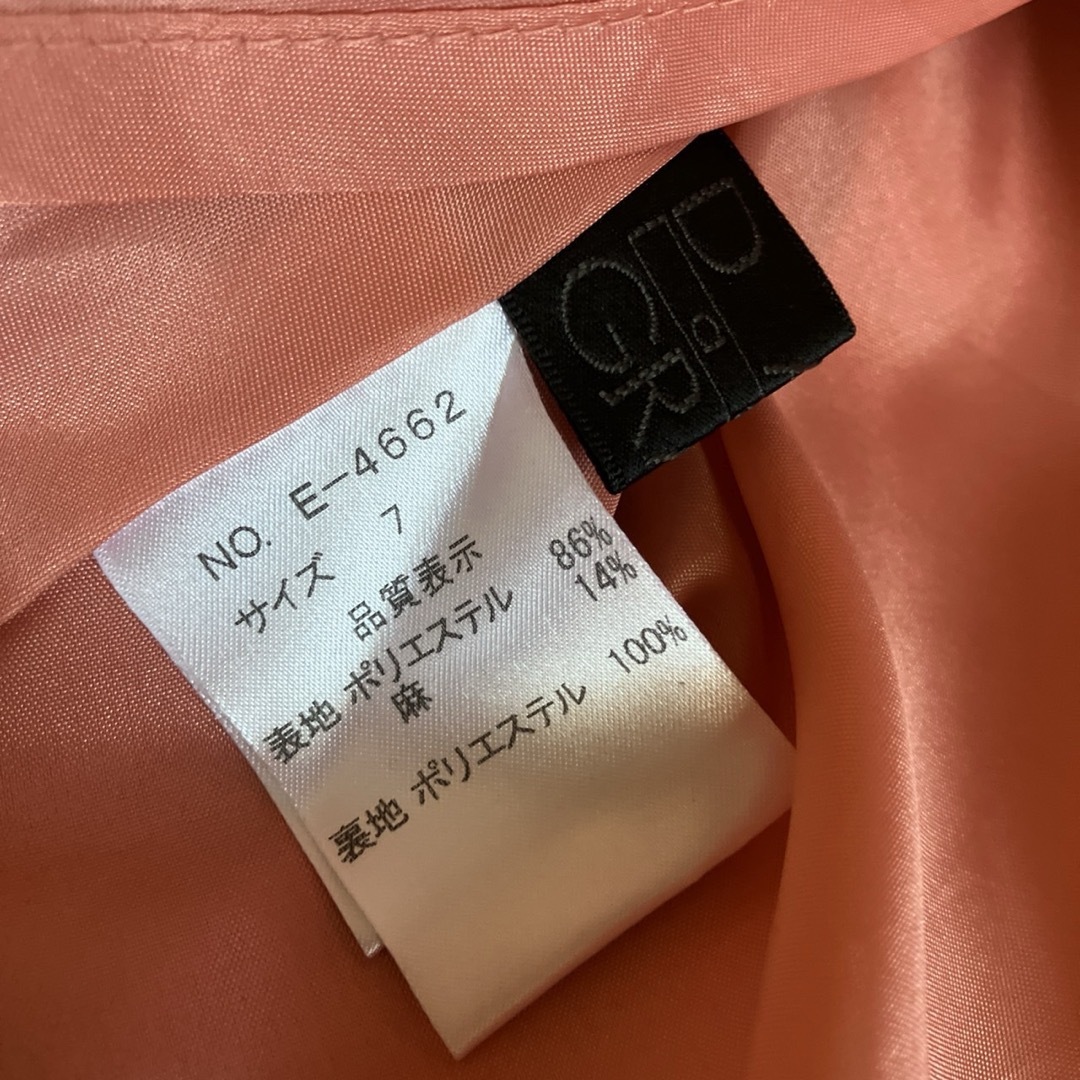 NO. E-4662
サイズ 7
品質表示
表地 ポリエステル 86%
麻 14%
裏地 ポリエステル 100%